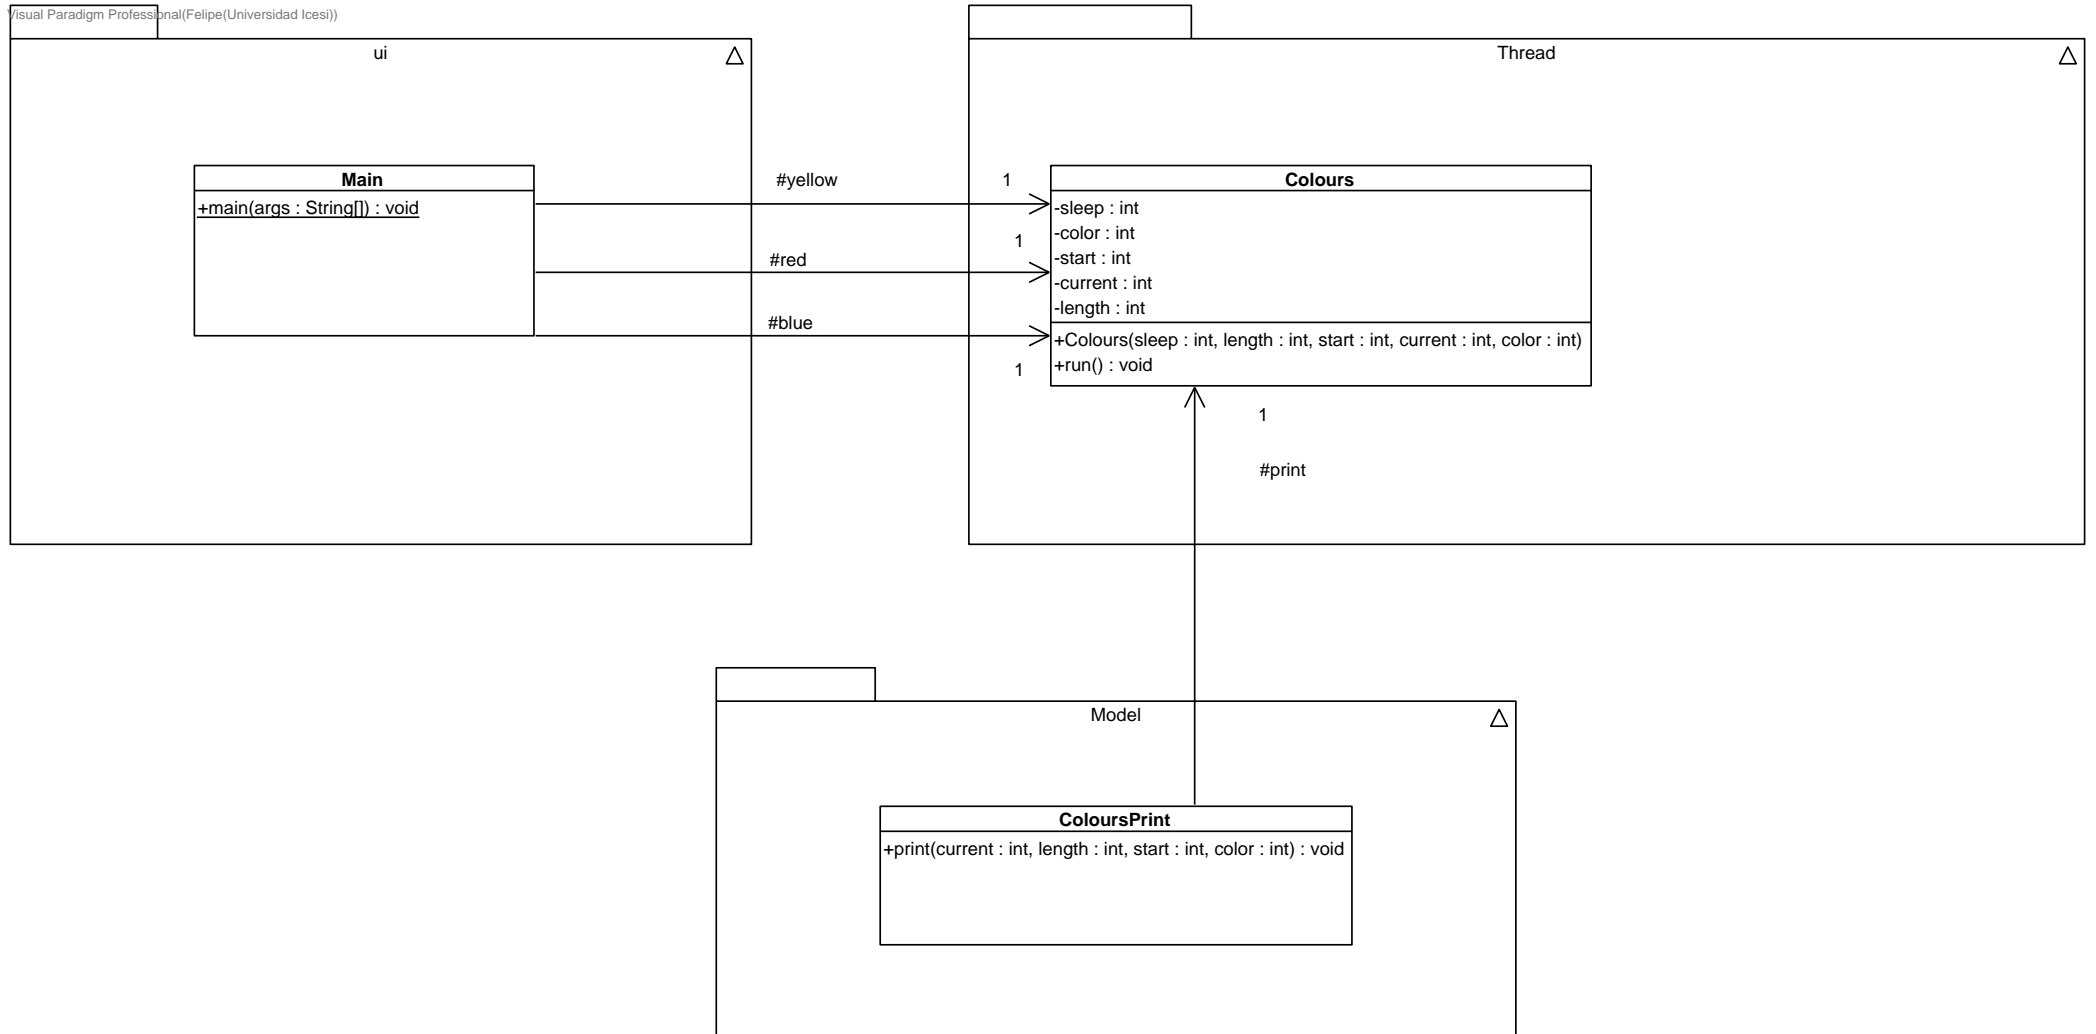 Visual Paradigm Professional(Felipe(Universidad Icesi))
ui
Thread
Main
+main(args : String[]) : void
#yellow
1
#red
1
#blue
1
Colours
-sleep : int
-color : int
-start : int
-current : int
-length : int
+Colours(sleep : int, length : int, start : int, current : int, color : int)
+run() : void
1
#print
Model
ColoursPrint
+print(current : int, length : int, start : int, color : int) : void